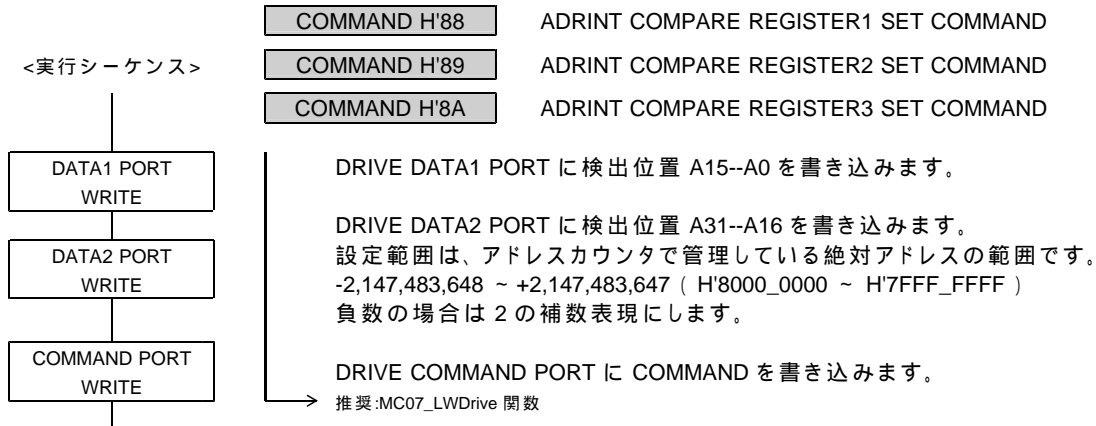 COMMAND H'88 ADRINT COMPARE REGISTER1 SET COMMAND
<実行シーケンス> COMMAND H'89 ADRINT COMPARE REGISTER2 SET COMMAND
COMMAND H'8A ADRINT COMPARE REGISTER3 SET COMMAND
DATA1 PORT
WRITE
DRIVE DATA1 PORT に検出位置 A15--A0 を書き込みます。
DATA2 PORT
WRITE
DRIVE DATA2 PORT に検出位置 A31--A16 を書き込みます。
設定範囲は、アドレスカウンタで管理している絶対アドレスの範囲です。
-2,147,483,648 ~ +2,147,483,647 ( H'8000_0000 ~ H'7FFF_FFFF )
負数の場合は 2 の補数表現にします。
COMMAND PORT
WRITE
DRIVE COMMAND PORT に COMMAND を書き込みます。
推奨:MC07_LWDrive 関数